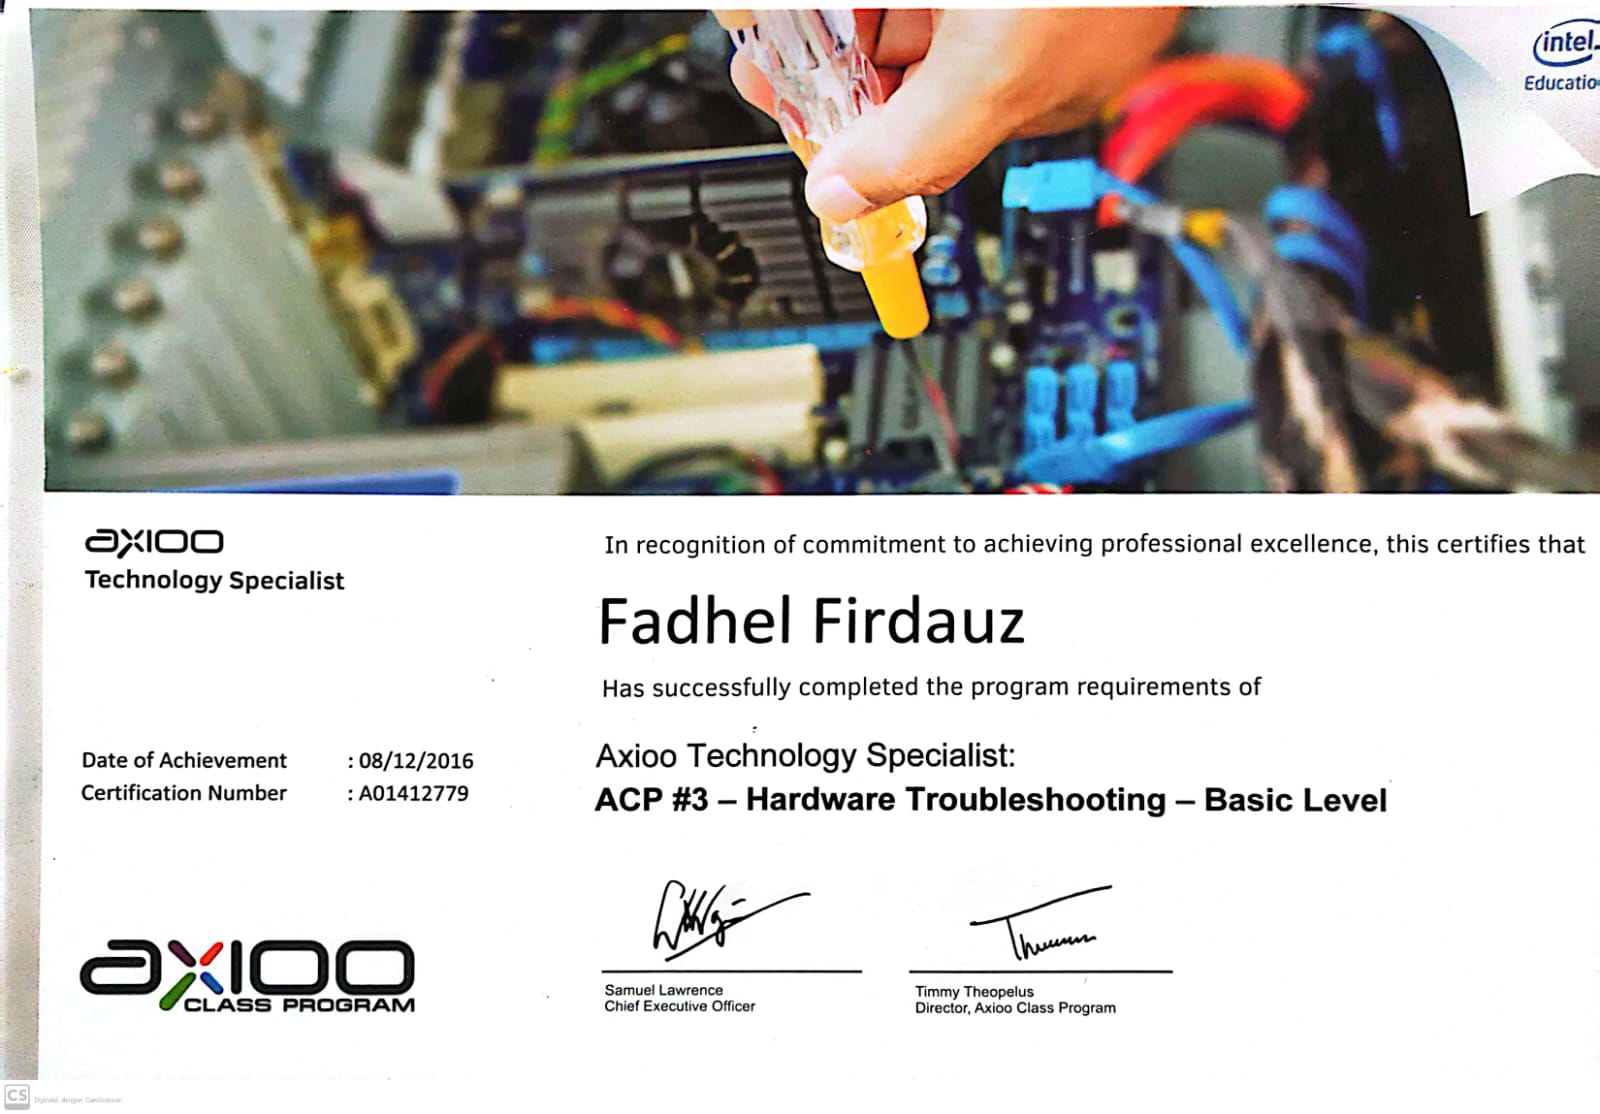 intel
Educatio
axioo
Technology Specialist
In recognition of commitment to achieving professional excellence, this certifies that
Fadhel Firdauz
Has successfully completed the program requirements of
Date of Achievement : 08/12/2016
Certification Number : A01412779
Axioo Technology Specialist:
ACP #3 – Hardware Troubleshooting – Basic Level
axioo
CLASS PROGRAM
Samuel Lawrence
Chief Executive Officer
Timmy Theopelus
Director, Axioo Class Program
CS Dipindai dengan CamScanner